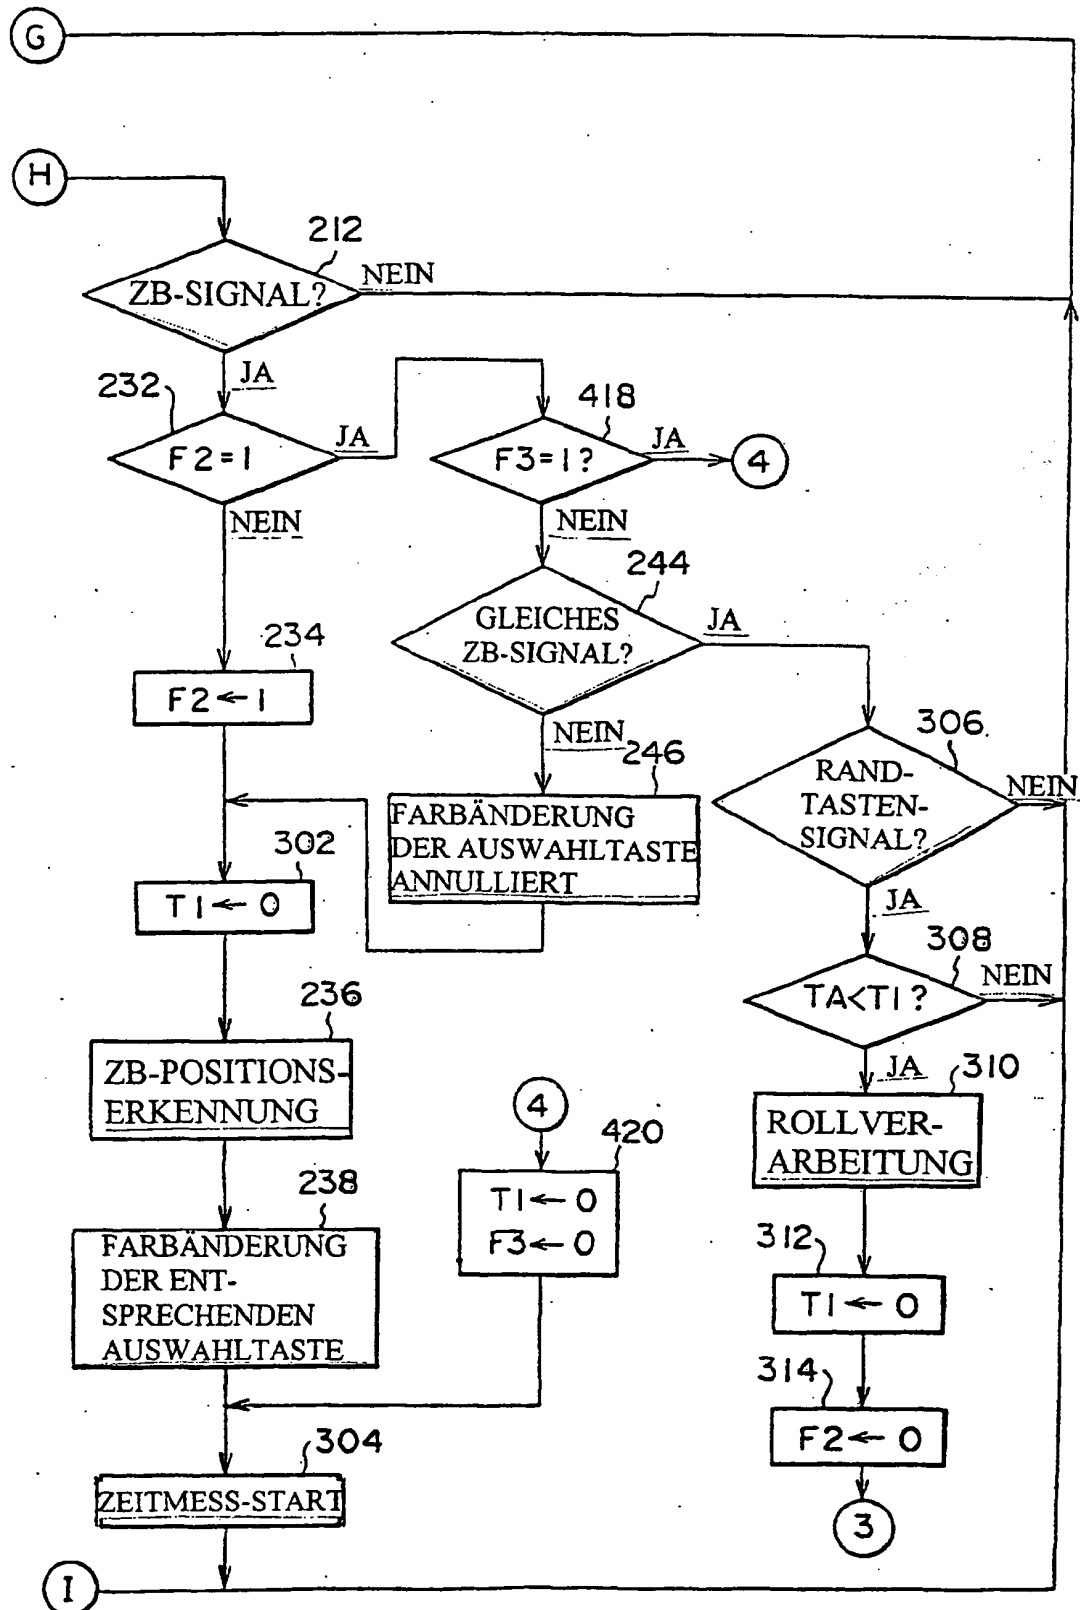 G
H
212
ZB-SIGNAL?
NEIN
JA
232
F2=1
JA
NEIN
418
F3=1?
JA
4
NEIN
244
GLEICHES
ZB-SIGNAL?
JA
NEIN
234
F2←1
246
FARBÄNDERUNG
DER AUSWAHLTASTE
ANNULLIERT
306
RAND-
TASTEN-
SIGNAL?
NEIN
JA
302
T1←0
308
TA<T1?
NEIN
JA
236
ZB-POSITIONS-
ERKENNUNG
310
ROLLVER-
ARBEITUNG
4
420
T1←0
F3←0
238
FARBÄNDERUNG
DER ENT-
SPRECHENDEN
AUSWAHLTASTE
312
T1←0
314
F2←0
304
ZEITMESS-START
3
I